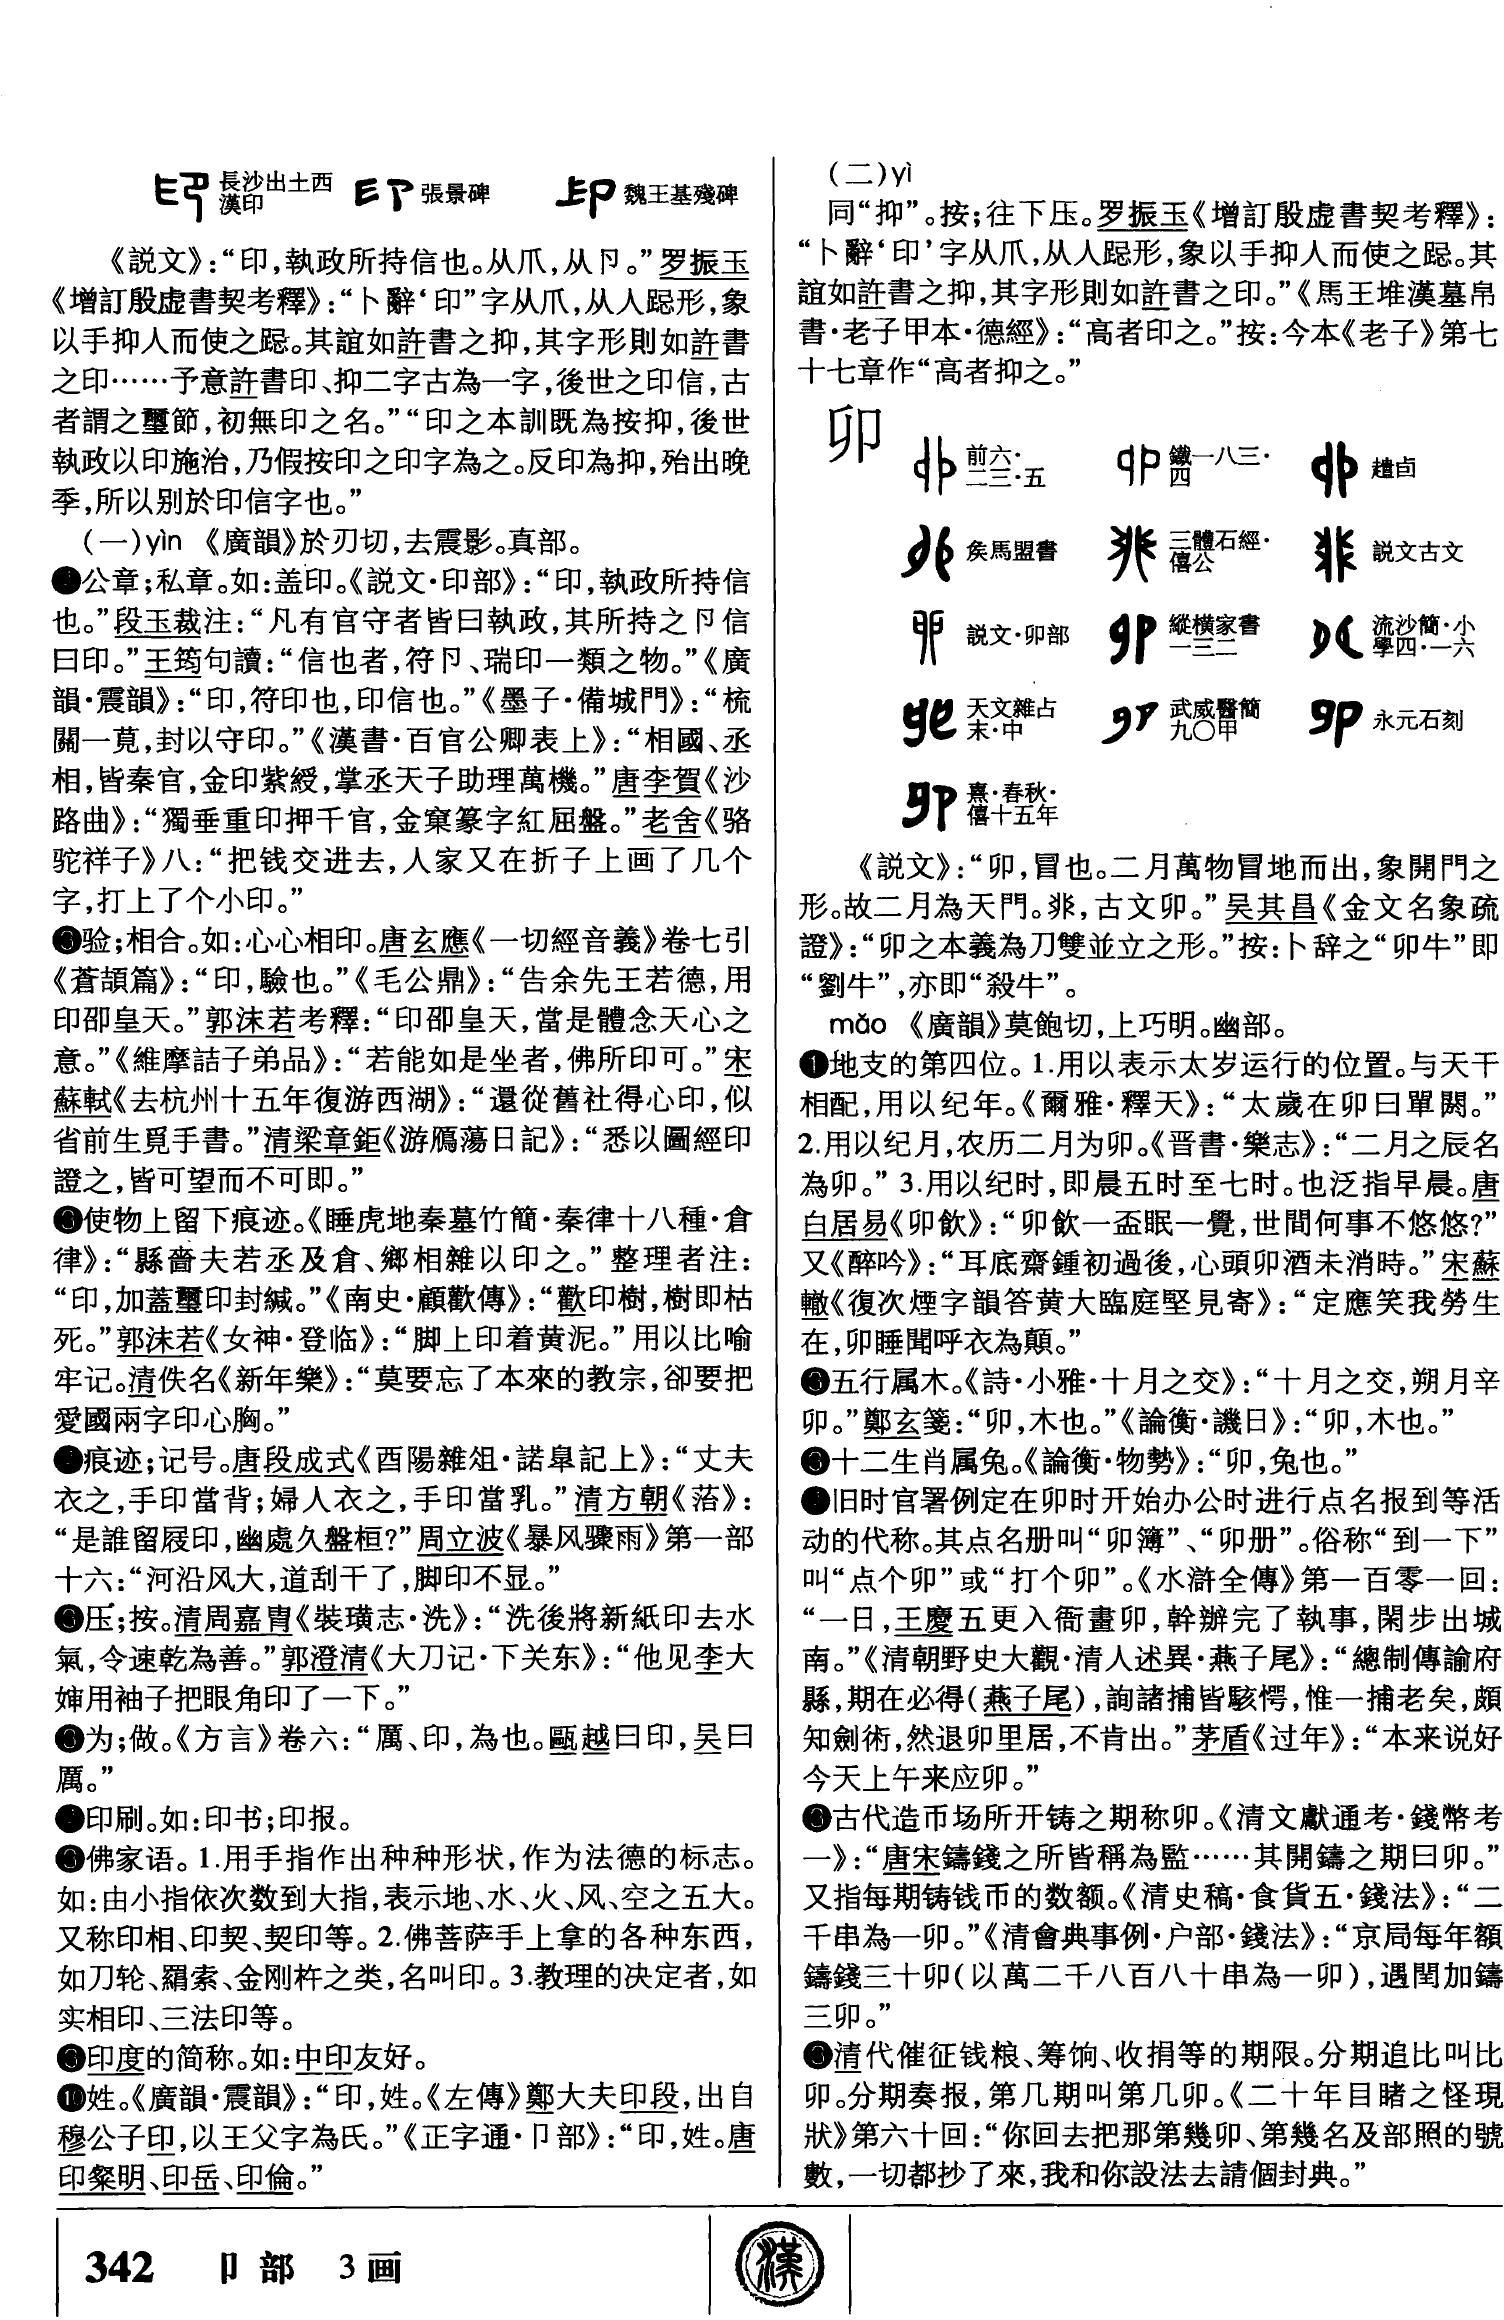 長沙出土西
漢印
張景碑
魏王基殘碑
《説文》：“印，執政所持信也。从爪，从卪。”罗振玉
《增訂殷虚書契考釋》：“卜辭‘印”字从爪，从人跽形，象
以手抑人而使之跽。其誼如許書之抑，其字形則如許書
之印……予意許書印、抑二字古為一字，後世之印信，古
者謂之璽節，初無印之名。”“印之本訓既為按抑，後世
執政以印施治，乃假按印之印字為之。反印為抑，殆出晚
季，所以别於印信字也。”
（一）yìn 《廣韻》於刃切，去震影。真部。
公章；私章。如：盖印。《説文·印部》：“印，執政所持信
也。”段玉裁注：“凡有官守者皆曰執政，其所持之卪信
曰印。”王筠句讀：“信也者，符卪、瑞印一類之物。”《廣
韻·震韻》：“印，符印也，印信也。”《墨子·備城門》：“梳
關一莧，封以守印。”《漢書·百官公卿表上》：“相國、丞
相，皆秦官，金印紫綬，掌丞天子助理萬機。”唐李賀《沙
路曲》：“獨垂重印押千官，金窠篆字紅屈盤。”老舍《骆
驼祥子》八：“把钱交进去，人家又在折子上画了几个
字，打上了个小印。”
验；相合。如：心心相印。唐玄應《一切經音義》卷七引
《蒼頡篇》：“印，驗也。”《毛公鼎》：“告余先王若德，用
印卲皇天。”郭沫若考釋：“印卲皇天，當是體念天心之
意。”《維摩詰子弟品》：“若能如是坐者，佛所印可。”宋
蘇軾《去杭州十五年復游西湖》：“還從舊社得心印，似
省前生覓手書。”清梁章鉅《游鴈蕩日記》：“悉以圖經印
證之，皆可望而不可即。”
❸使物上留下痕迹。《睡虎地秦墓竹簡·秦律十八種·倉
律》：“縣嗇夫若丞及倉、鄉相雜以印之。”整理者注：
“印，加蓋璽印封緘。”《南史·顧歡傳》：“歡印樹，樹即枯
死。”郭沫若《女神·登临》：“脚上印着黄泥。”用以比喻
牢记。清佚名《新年樂》：“莫要忘了本來的教宗，卻要把
愛國兩字印心胸。”
痕迹；记号。唐段成式《酉陽雜俎·諾皐記上》：“丈夫
衣之，手印當背；婦人衣之，手印當乳。”清方朝《萡》：
“是誰留屐印，幽處久盤桓？”周立波《暴风骤雨》第一部
十六：“河沿风大，道刮干了，脚印不显。”
压；按。清周嘉胄《裝璜志·洗》：“洗後將新紙印去水
氣，令速乾為善。”郭澄清《大刀记·下关东》：“他见李大
婶用袖子把眼角印了一下。”
为；做。《方言》卷六：“厲、印，為也。甌越曰印，吴曰
厲。”
印刷。如：印书；印报。
佛家语。1.用手指作出种种形状，作为法德的标志。
如：由小指依次数到大指，表示地、水、火、风、空之五大。
又称印相、印契、契印等。2.佛菩萨手上拿的各种东西，
如刀轮、羂索、金刚杵之类，名叫印。3.教理的决定者，如
实相印、三法印等。
印度的简称。如：中印友好。
❿姓。《廣韻·震韻》：“印，姓。《左傳》鄭大夫印段，出自
穆公子印，以王父字為氏。”《正字通·卩部》：“印，姓。唐
印粲明、印岳、印倫。”
（二）yì
同“抑”。按；往下压。罗振玉《增訂殷虚書契考釋》：
“卜辭‘印’字从爪，从人跽形，象以手抑人而使之跽。其
誼如許書之抑，其字形則如許書之印。”《馬王堆漢墓帛
書·老子甲本·德經》：“高者印之。”按：今本《老子》第七
十七章作“高者抑之。”
卯
前六·
二三·五
鐵一八三·
四
趞卣
矦馬盟書
三體石經·
僖公
説文古文
説文·卯部
縱横家書
一三二
流沙簡·小
學四·一六
天文雜占
末·中
武威醫簡
九〇甲
永元石刻
熹·春秋·
僖十五年
《説文》：“卯，冒也。二月萬物冒地而出，象開門之
形。故二月為天門。𡖅，古文卯。”吴其昌《金文名象疏
證》：“卯之本義為刀雙並立之形。”按：卜辞之“卯牛”即
“劉牛”，亦即“殺牛”。
mǎo 《廣韻》莫飽切，上巧明。幽部。
❶地支的第四位。1.用以表示太岁运行的位置。与天干
相配，用以纪年。《爾雅·釋天》：“太歲在卯曰單閼。”
2.用以纪月，农历二月为卯。《晋書·樂志》：“二月之辰名
為卯。”3.用以纪时，即晨五时至七时。也泛指早晨。唐
白居易《卯飲》：“卯飲一盃眠一覺，世間何事不悠悠？”
又《醉吟》：“耳底齋鍾初過後，心頭卯酒未消時。”宋蘇
轍《復次煙字韻答黄大臨庭堅見寄》：“定應笑我勞生
在，卯睡聞呼衣為顛。”
五行属木。《詩·小雅·十月之交》：“十月之交，朔月辛
卯。”鄭玄箋：“卯，木也。”《論衡·譏日》：“卯，木也。”
❸十二生肖属兔。《論衡·物勢》：“卯，兔也。”
旧时官署例定在卯时开始办公时进行点名报到等活
动的代称。其点名册叫“卯簿”、“卯册”。俗称“到一下”
叫“点个卯”或“打个卯”。《水滸全傳》第一百零一回：
“一日，王慶五更入衙畫卯，幹辦完了執事，閑步出城
南。”《清朝野史大觀·清人述異·燕子尾》：“總制傳諭府
縣，期在必得（燕子尾），詢諸捕皆駭愕，惟一捕老矣，頗
知劍術，然退卯里居，不肯出。”茅盾《过年》：“本来说好
今天上午来应卯。”
古代造币场所开铸之期称卯。《清文獻通考·錢幣考
一》：“唐宋鑄錢之所皆稱為監……其開鑄之期曰卯。”
又指每期铸钱币的数额。《清史稿·食貨五·錢法》：“二
千串為一卯。”《清會典事例·户部·錢法》：“京局每年額
鑄錢三十卯（以萬二千八百八十串為一卯），遇閏加鑄
三卯。”
清代催征钱粮、筹饷、收捐等的期限。分期追比叫比
卯。分期奏报，第几期叫第几卯。《二十年目睹之怪現
狀》第六十回：“你回去把那第幾卯、第幾名及部照的號
數，一切都抄了來，我和你設法去請個封典。”
342 卩部 3画
漢